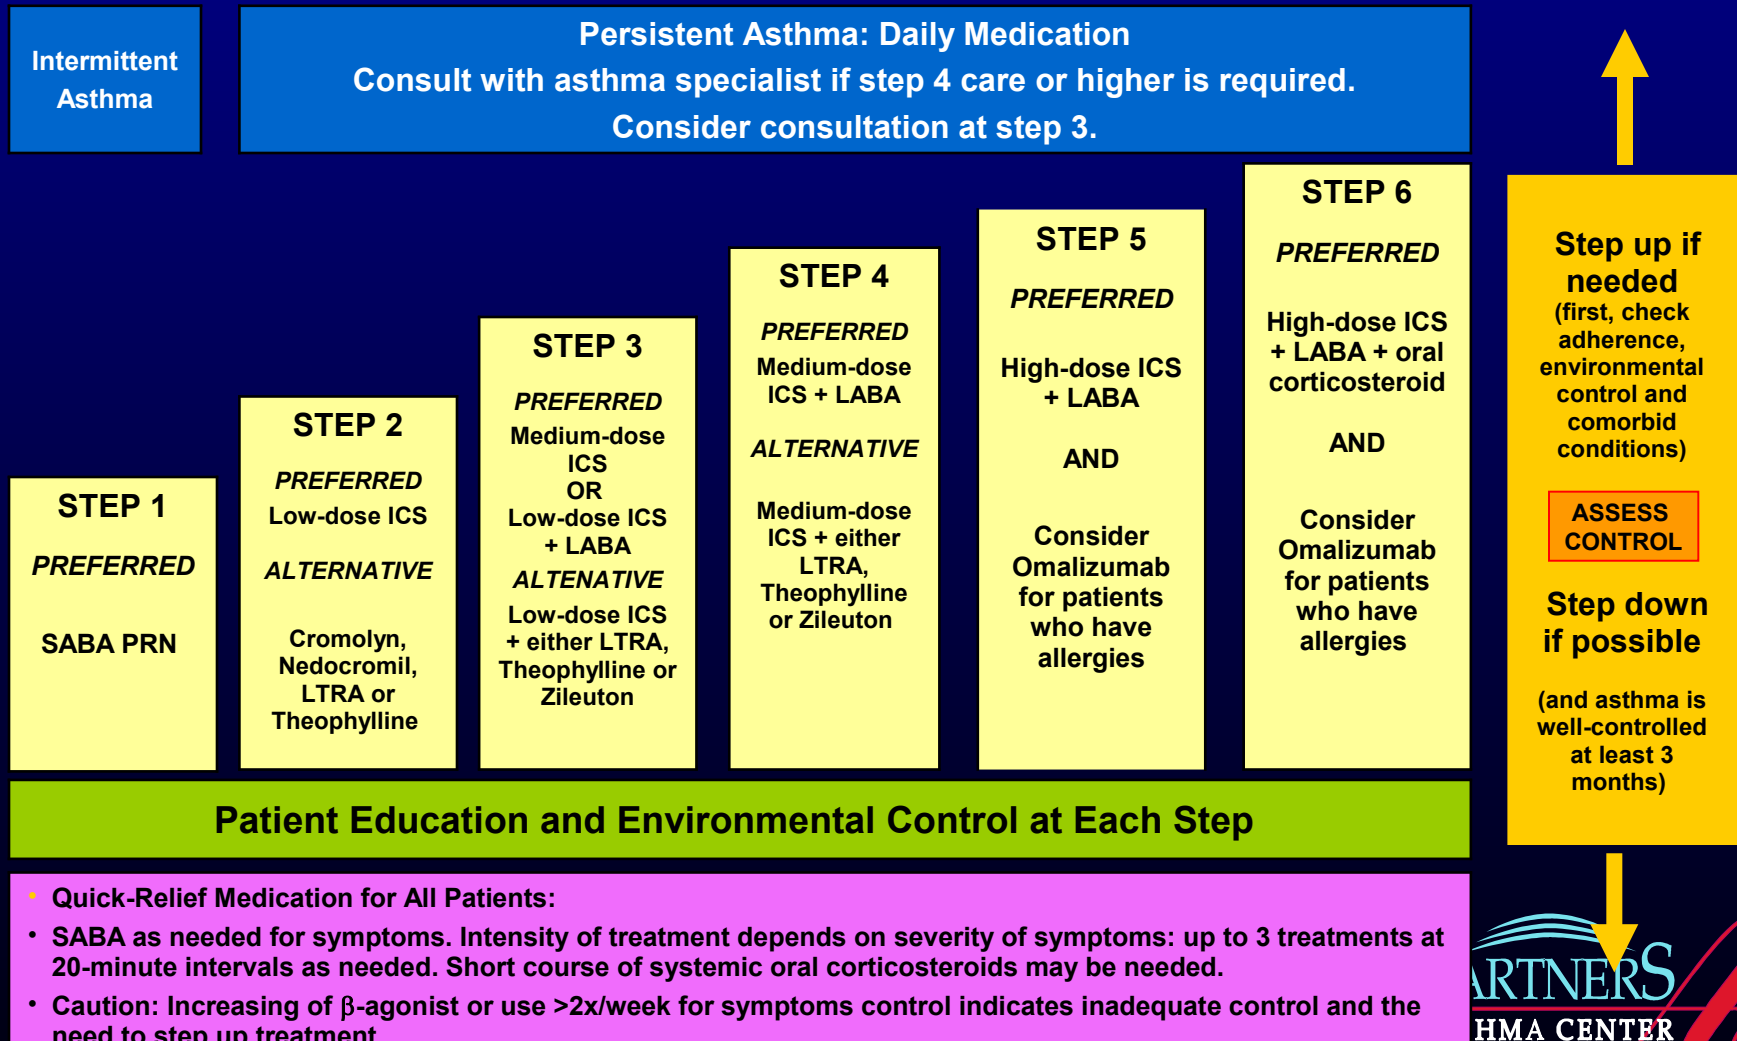 Intermittent
Asthma
Persistent Asthma: Daily Medication
Consult with asthma specialist if step 4 care or higher is required.
Consider consultation at step 3.
STEP 1
PREFERRED
SABA PRN
STEP 2
PREFERRED
Low-dose ICS
ALTERNATIVE
Cromolyn,
Nedocromil,
LTRA or
Theophylline
STEP 3
PREFERRED
Medium-dose
ICS
OR
Low-dose ICS
+ LABA
ALTENATIVE
Low-dose ICS
+ either LTRA,
Theophylline or
Zileuton
STEP 4
PREFERRED
Medium-dose
ICS + LABA
ALTERNATIVE
Medium-dose
ICS + either
LTRA,
Theophylline
or Zileuton
STEP 5
PREFERRED
High-dose ICS
+ LABA
AND
Consider
Omalizumab
for patients
who have
allergies
STEP 6
PREFERRED
High-dose ICS
+ LABA + oral
corticosteroid
AND
Consider
Omalizumab
for patients
who have
allergies
Step up if
needed
(first, check
adherence,
environmental
control and
comorbid
conditions)
ASSESS
CONTROL
Step down
if possible
(and asthma is
well-controlled
at least 3
months)
Patient Education and Environmental Control at Each Step
• Quick-Relief Medication for All Patients:
• SABA as needed for symptoms. Intensity of treatment depends on severity of symptoms: up to 3 treatments at
20-minute intervals as needed. Short course of systemic oral corticosteroids may be needed.
• Caution: Increasing of β-agonist or use >2x/week for symptoms control indicates inadequate control and the
need to step up treatment
ARTNERS
HMA CENTER